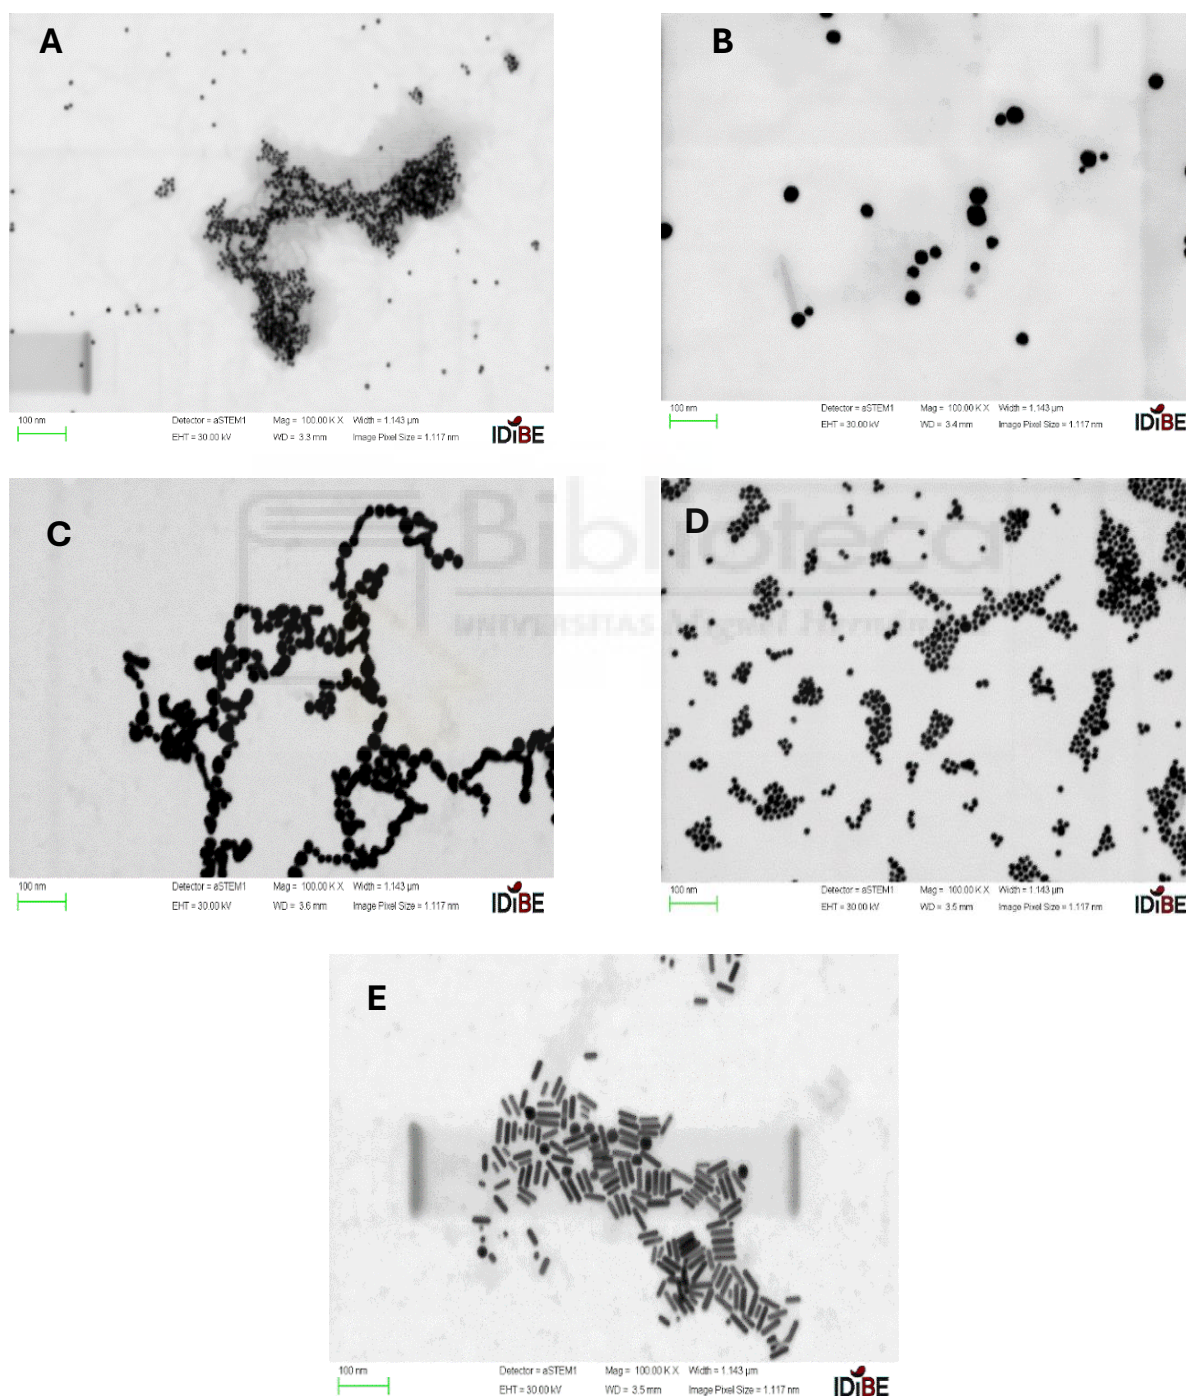 A
100 nm
Detector = aSTEM1 Mag = 100.00 K X Width = 1.143 µm
EHT = 30.00 kV WD = 3.3 mm Image Pixel Size = 1.117 nm
IDiBE
B
100 nm
Detector = aSTEM1 Mag = 100.00 K X Width = 1.143 µm
EHT = 30.00 kV WD = 3.4 mm Image Pixel Size = 1.117 nm
IDiBE
Biblioteca
UNIVERSITAS Miguel Hernández
C
100 nm
Detector = aSTEM1 Mag = 100.00 K X Width = 1.143 µm
EHT = 30.00 kV WD = 3.6 mm Image Pixel Size = 1.117 nm
IDiBE
D
100 nm
Detector = aSTEM1 Mag = 100.00 K X Width = 1.143 µm
EHT = 30.00 kV WD = 3.5 mm Image Pixel Size = 1.117 nm
IDiBE
E
100 nm
Detector = aSTEM1 Mag = 100.00 K X Width = 1.143 µm
EHT = 30.00 kV WD = 3.5 mm Image Pixel Size = 1.117 nm
IDiBE